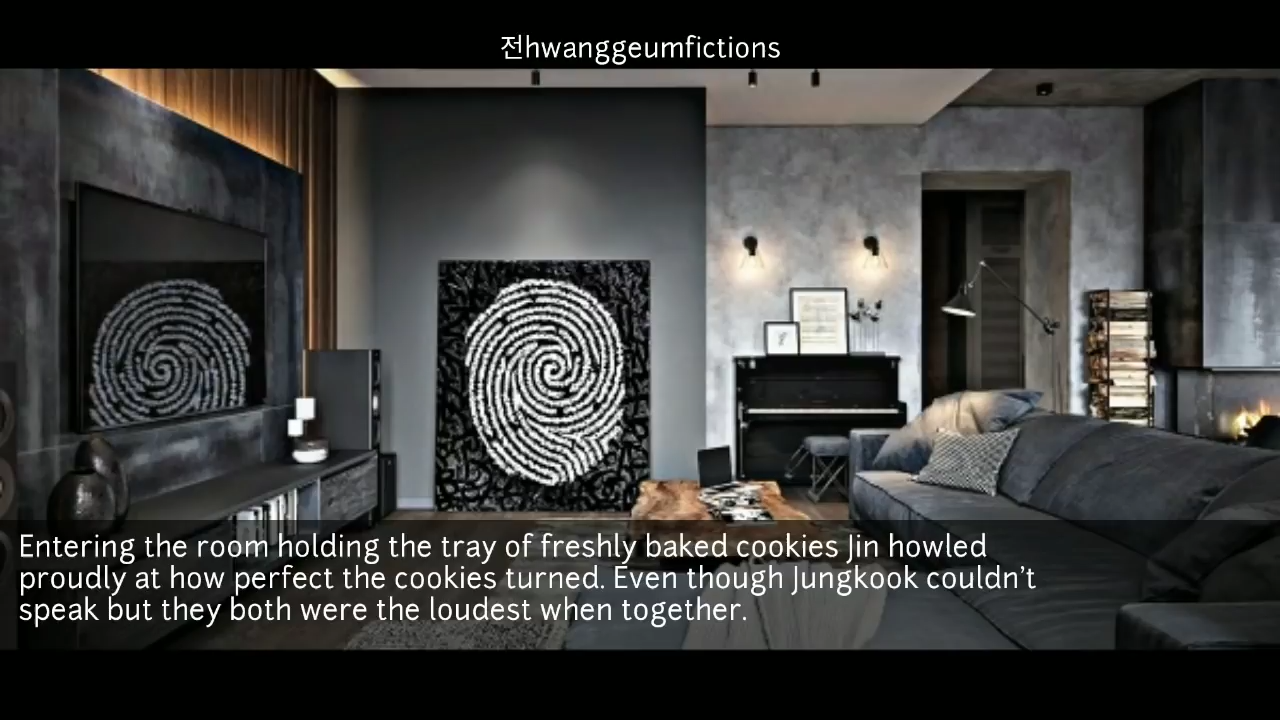 전hwanggeumfictions
Entering the room holding the tray of freshly baked cookies Jin howled
proudly at how perfect the cookies turned. Even though Jungkook couldn't
speak but they both were the loudest when together.